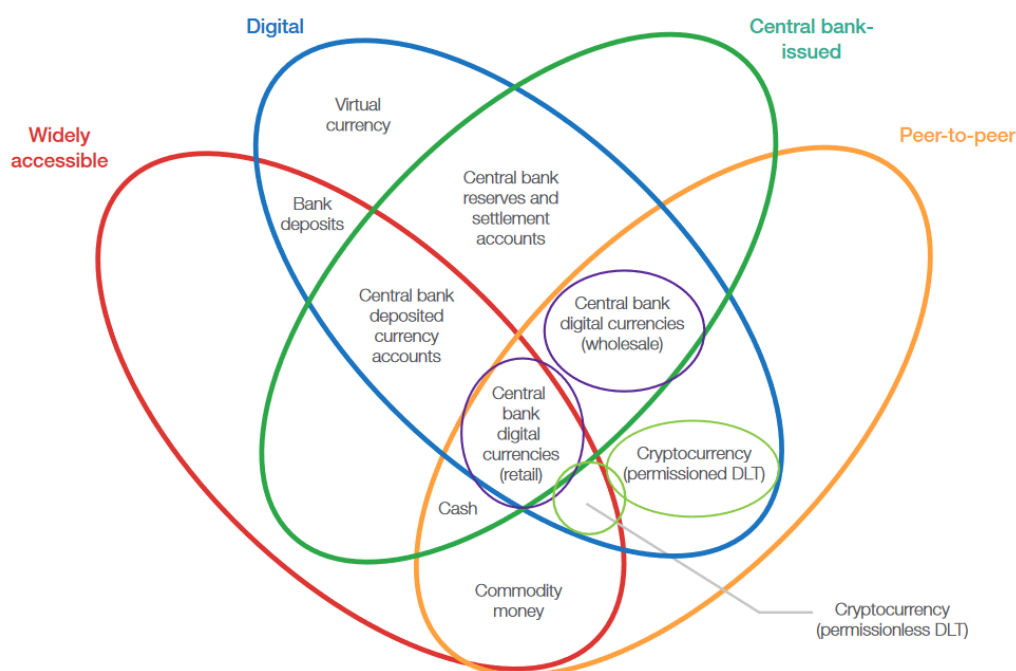 Digital
Central bank-
issued
Widely
accessible
Peer-to-peer
Virtual
currency
Bank
deposits
Central bank
reserves and
settlement
accounts
Central bank
deposited
currency
accounts
Central bank
digital currencies
(wholesale)
Central
bank
digital
currencies
(retail)
Cryptocurrency
(permissioned DLT)
Cash
Commodity
money
Cryptocurrency
(permissionless DLT)